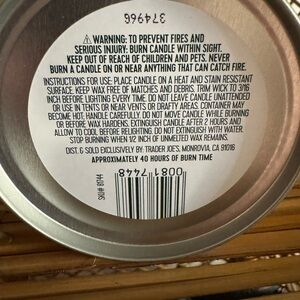 374966
⚠ WARNING: TO PREVENT FIRES AND
SERIOUS INJURY: BURN CANDLE WITHIN SIGHT.
KEEP OUT OF REACH OF CHILDREN AND PETS. NEVER
BURN A CANDLE ON OR NEAR ANYTHING THAT CAN CATCH FIRE.
INSTRUCTIONS FOR USE: PLACE CANDLE ON A HEAT AND STAIN RESISTANT
SURFACE. KEEP WAX FREE OF MATCHES AND DEBRIS. TRIM WICK TO 3/16
INCH BEFORE LIGHTING EVERY TIME. DO NOT LEAVE CANDLE UNATTENDED
OR USE IN TENTS OR NEAR VENTS OR DRAFTY AREAS. CONTAINER MAY
BECOME HOT; HANDLE CAREFULLY. DO NOT MOVE CANDLE WHILE BURNING
OR BEFORE WAX HARDENS. EXTINGUISH CANDLE AFTER 2 HOURS AND
ALLOW TO COOL BEFORE RELIGHTING. DO NOT EXTINGUISH WITH WATER.
STOP BURNING WHEN 1/2 INCH OF UNMELTED WAX REMAINS.
DIST. & SOLD EXCLUSIVELY BY: TRADER JOE'S, MONROVIA, CA 91016
APPROXIMATELY 40 HOURS OF BURN TIME
0081 7448
SKU# 81744